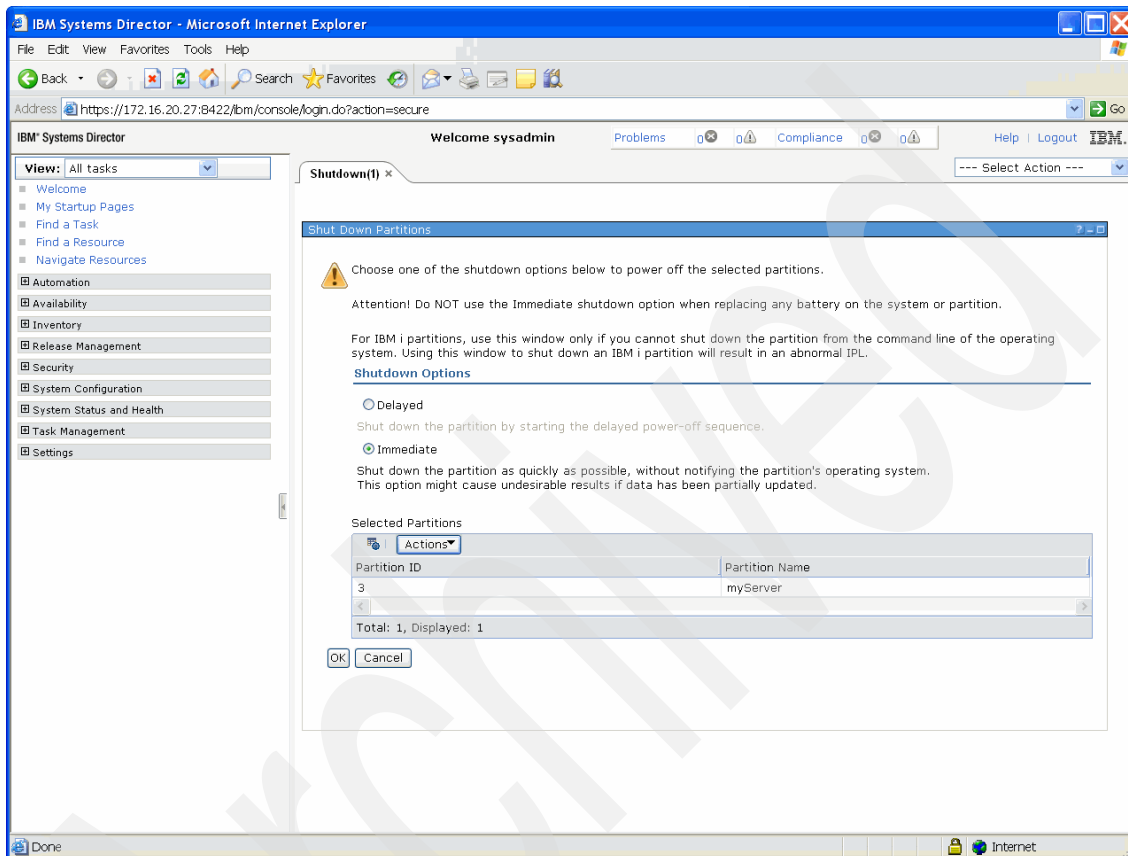 IBM Systems Director - Microsoft Internet Explorer
File Edit View Favorites Tools Help
Back Search Favorites
Address https://172.16.20.27:8422/ibm/console/login.do?action=secure Go
IBM® Systems Director Welcome sysadmin Problems 0 0 Compliance 0 0 Help | Logout IBM.
View: All tasks
Shutdown(1) × --- Select Action ---
Welcome
My Startup Pages
Find a Task
Find a Resource
Navigate Resources
Automation
Availability
Inventory
Release Management
Security
System Configuration
System Status and Health
Task Management
Settings
Shut Down Partitions ? – □
Choose one of the shutdown options below to power off the selected partitions.
Attention! Do NOT use the Immediate shutdown option when replacing any battery on the system or partition.
For IBM i partitions, use this window only if you cannot shut down the partition from the command line of the operating
system. Using this window to shut down an IBM i partition will result in an abnormal IPL.
Shutdown Options
Delayed
Shut down the partition by starting the delayed power-off sequence.
Immediate
Shut down the partition as quickly as possible, without notifying the partition's operating system.
This option might cause undesirable results if data has been partially updated.
Selected Partitions
Actions
Partition ID Partition Name
3 myServer
Total: 1, Displayed: 1
OK Cancel
Done Internet
Archived